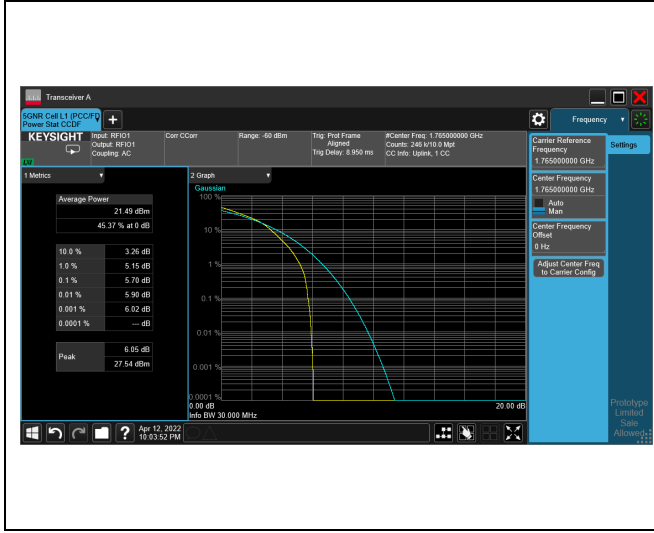 Transceiver A
5GNR Cell L1 (PCC/FD
Power Stat CCDF
Frequency
KEYSIGHT
LVI
Input: RFIO1
Output: RFIO1
Coupling: AC
Corr CCorr
Range: -60 dBm
Trig: Prot Frame
Aligned
Trig Delay: 8.950 ms
#Center Freq: 1.765000000 GHz
Counts: 246 k/10.0 Mpt
CC Info: Uplink, 1 CC
Carrier Reference
Frequency
1.765000000 GHz
Settings
Center Frequency
1.765000000 GHz
Auto
Man
Center Frequency
Offset
0 Hz
Adjust Center Freq
to Carrier Config
1 Metrics
Average Power
21.49 dBm
45.37 % at 0 dB
10.0 % 3.26 dB
1.0 % 5.15 dB
0.1 % 5.70 dB
0.01 % 5.90 dB
0.001 % 6.02 dB
0.0001 % --- dB
Peak
6.05 dB
27.54 dBm
2 Graph
Gaussian
100 %
10 %
1 %
0.1 %
0.01 %
0.001 %
0.0001 %
0.00 dB
20.00 dB
Info BW 30.000 MHz
Prototype
Limited
Sale
Allowed
?
Apr 12, 2022
10:03:52 PM